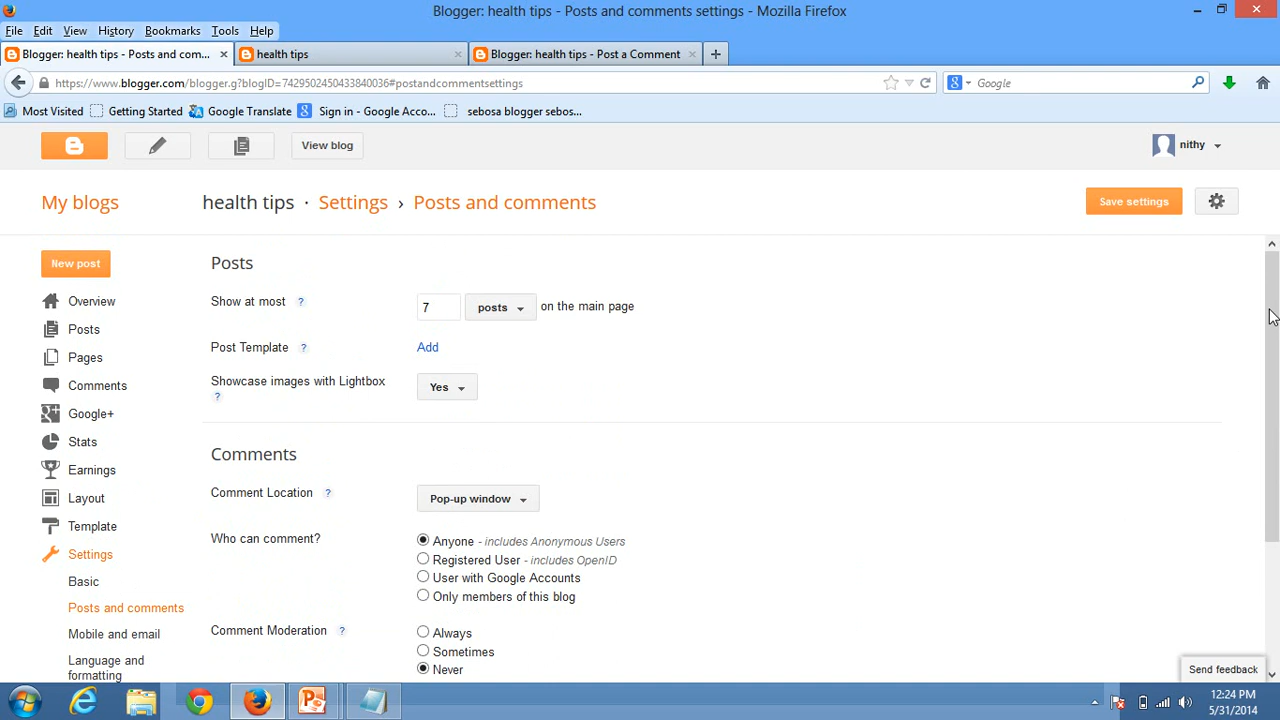 Blogger: health tips - Posts and comments settings - Mozilla Firefox
File Edit View History Bookmarks Tools Help
Blogger: health tips - Posts and com... × health tips × Blogger: health tips - Post a Comment ×
https://www.blogger.com/blogger.g?blogID=7429502450433840036#postandcommentsettings Google
Most Visited Getting Started Google Translate Sign in - Google Acco... sebosa blogger sebos...
View blog nithy
My blogs health tips · Settings › Posts and comments Save settings
New post
Overview
Posts
Pages
Comments
Google+
Stats
Earnings
Layout
Template
Settings
Basic
Posts and comments
Mobile and email
Language and
formatting
Posts
Show at most ? 7 posts on the main page
Post Template ? Add
Showcase images with Lightbox Yes
?
Comments
Comment Location ? Pop-up window
Who can comment? Anyone - includes Anonymous Users
Registered User - includes OpenID
User with Google Accounts
Only members of this blog
Comment Moderation ? Always
Sometimes
Never
Send feedback
12:24 PM
5/31/2014